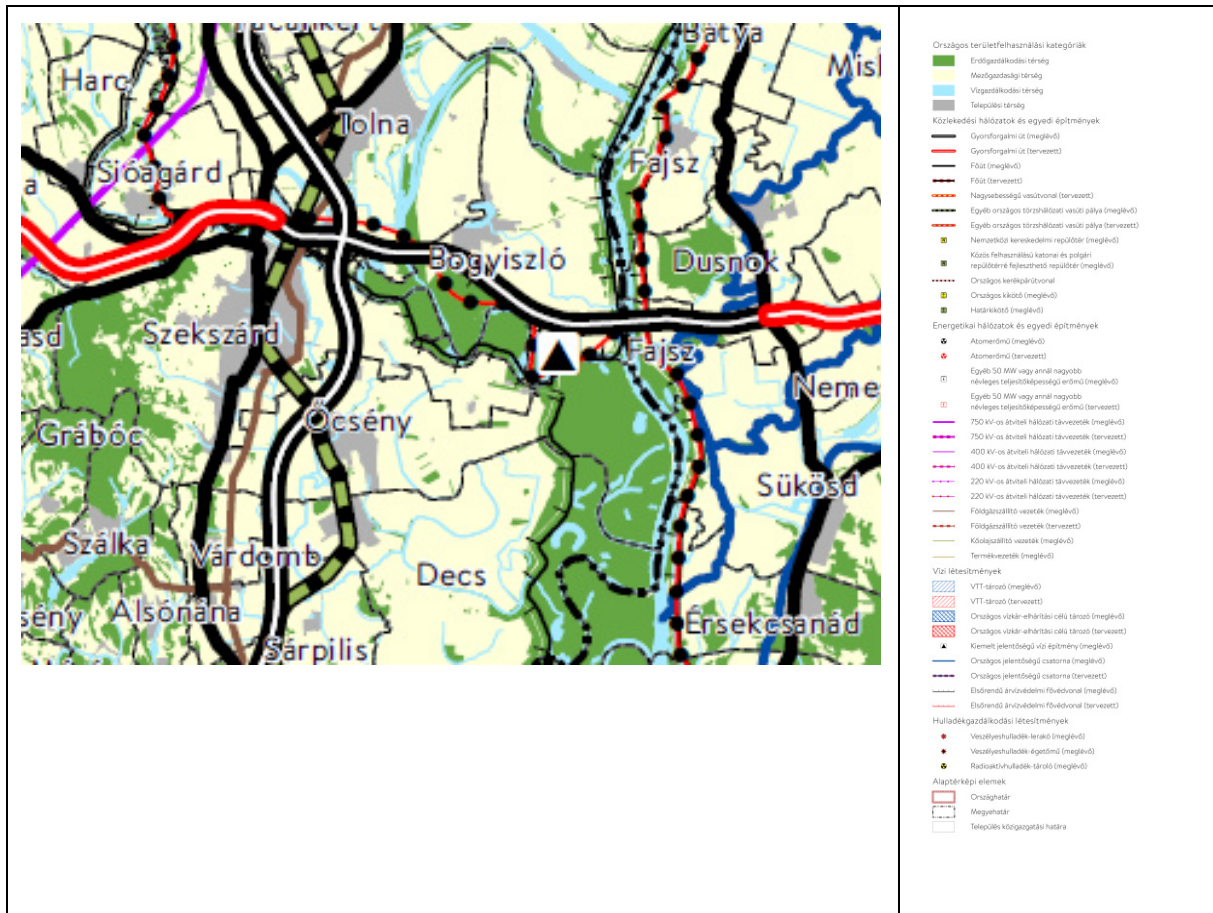 Bátya
Misk
Harc
Tolna
Sióagárd
Fajsz
Bogyiszló
Dusnok
Szekszárd
asd
Fajsz
Neme
Őcsény
Grábóc
Sükösd
Szálka
Várdomb
Decs
sény
Alsónána
Érsekcsanád
Sárpilis
Országos területfelhasználási kategóriák
Erdőgazdálkodási térség
Mezőgazdasági térség
Vízgazdálkodási térség
Települési térség
Közlekedési hálózatok és egyedi építmények
Gyorsforgalmi út (meglévő)
Gyorsforgalmi út (tervezett)
Főút (meglévő)
Főút (tervezett)
Nagysebességű vasútvonal (tervezett)
Egyéb országos törzshálózati vasúti pálya (meglévő)
Egyéb országos törzshálózati vasúti pálya (tervezett)
Nemzetközi kereskedelmi repülőtér (meglévő)
Közös felhasználású katonai és polgári
repülőtérré fejleszthető repülőtér (meglévő)
Országos kerékpárútvonal
Országos kikötő (meglévő)
Határkikötő (meglévő)
Energetikai hálózatok és egyedi építmények
Atomerőmű (meglévő)
Atomerőmű (tervezett)
Egyéb 50 MW vagy annál nagyobb
névleges teljesítőképességű erőmű (meglévő)
Egyéb 50 MW vagy annál nagyobb
névleges teljesítőképességű erőmű (tervezett)
750 kV-os átviteli hálózati távvezeték (meglévő)
750 kV-os átviteli hálózati távvezeték (tervezett)
400 kV-os átviteli hálózati távvezeték (meglévő)
400 kV-os átviteli hálózati távvezeték (tervezett)
220 kV-os átviteli hálózati távvezeték (meglévő)
220 kV-os átviteli hálózati távvezeték (tervezett)
Földgázszállító vezeték (meglévő)
Földgázszállító vezeték (tervezett)
Kőolajszállító vezeték (meglévő)
Termékvezeték (meglévő)
Vízi létesítmények
VTT-tározó (meglévő)
VTT-tározó (tervezett)
Országos vízkár-elhárítási célú tározó (meglévő)
Országos vízkár-elhárítási célú tározó (tervezett)
Kiemelt jelentőségű vízi építmény (meglévő)
Országos jelentőségű csatorna (meglévő)
Országos jelentőségű csatorna (tervezett)
Elsőrendű árvízvédelmi fővédvonal (meglévő)
Elsőrendű árvízvédelmi fővédvonal (tervezett)
Hulladékgazdálkodási létesítmények
Veszélyeshulladék-lerakó (meglévő)
Veszélyeshulladék-égetőmű (meglévő)
Radioaktívhulladék-tároló (meglévő)
Alaptérképi elemek
Országhatár
Megyehatár
Település közigazgatási határa